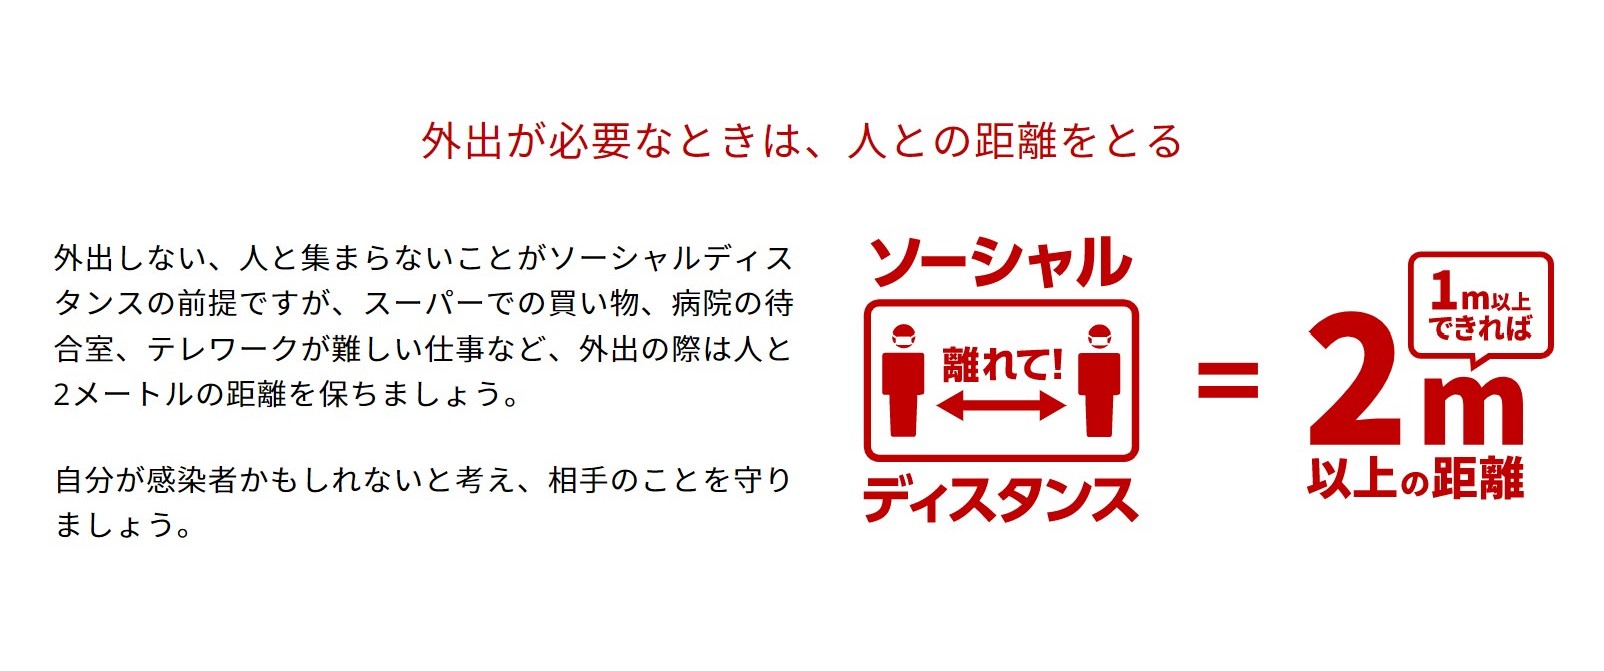 外出が必要なときは、人との距離をとる
外出しない、人と集まらないことがソーシャルディス
タンスの前提ですが、スーパーでの買い物、病院の待
合室、テレワークが難しい仕事など、外出の際は人と
2メートルの距離を保ちましょう。
自分が感染者かもしれないと考え、相手のことを守り
ましょう。
ソーシャル
離れて!
ディスタンス
=
1m以上
できれば
2m
以上の距離